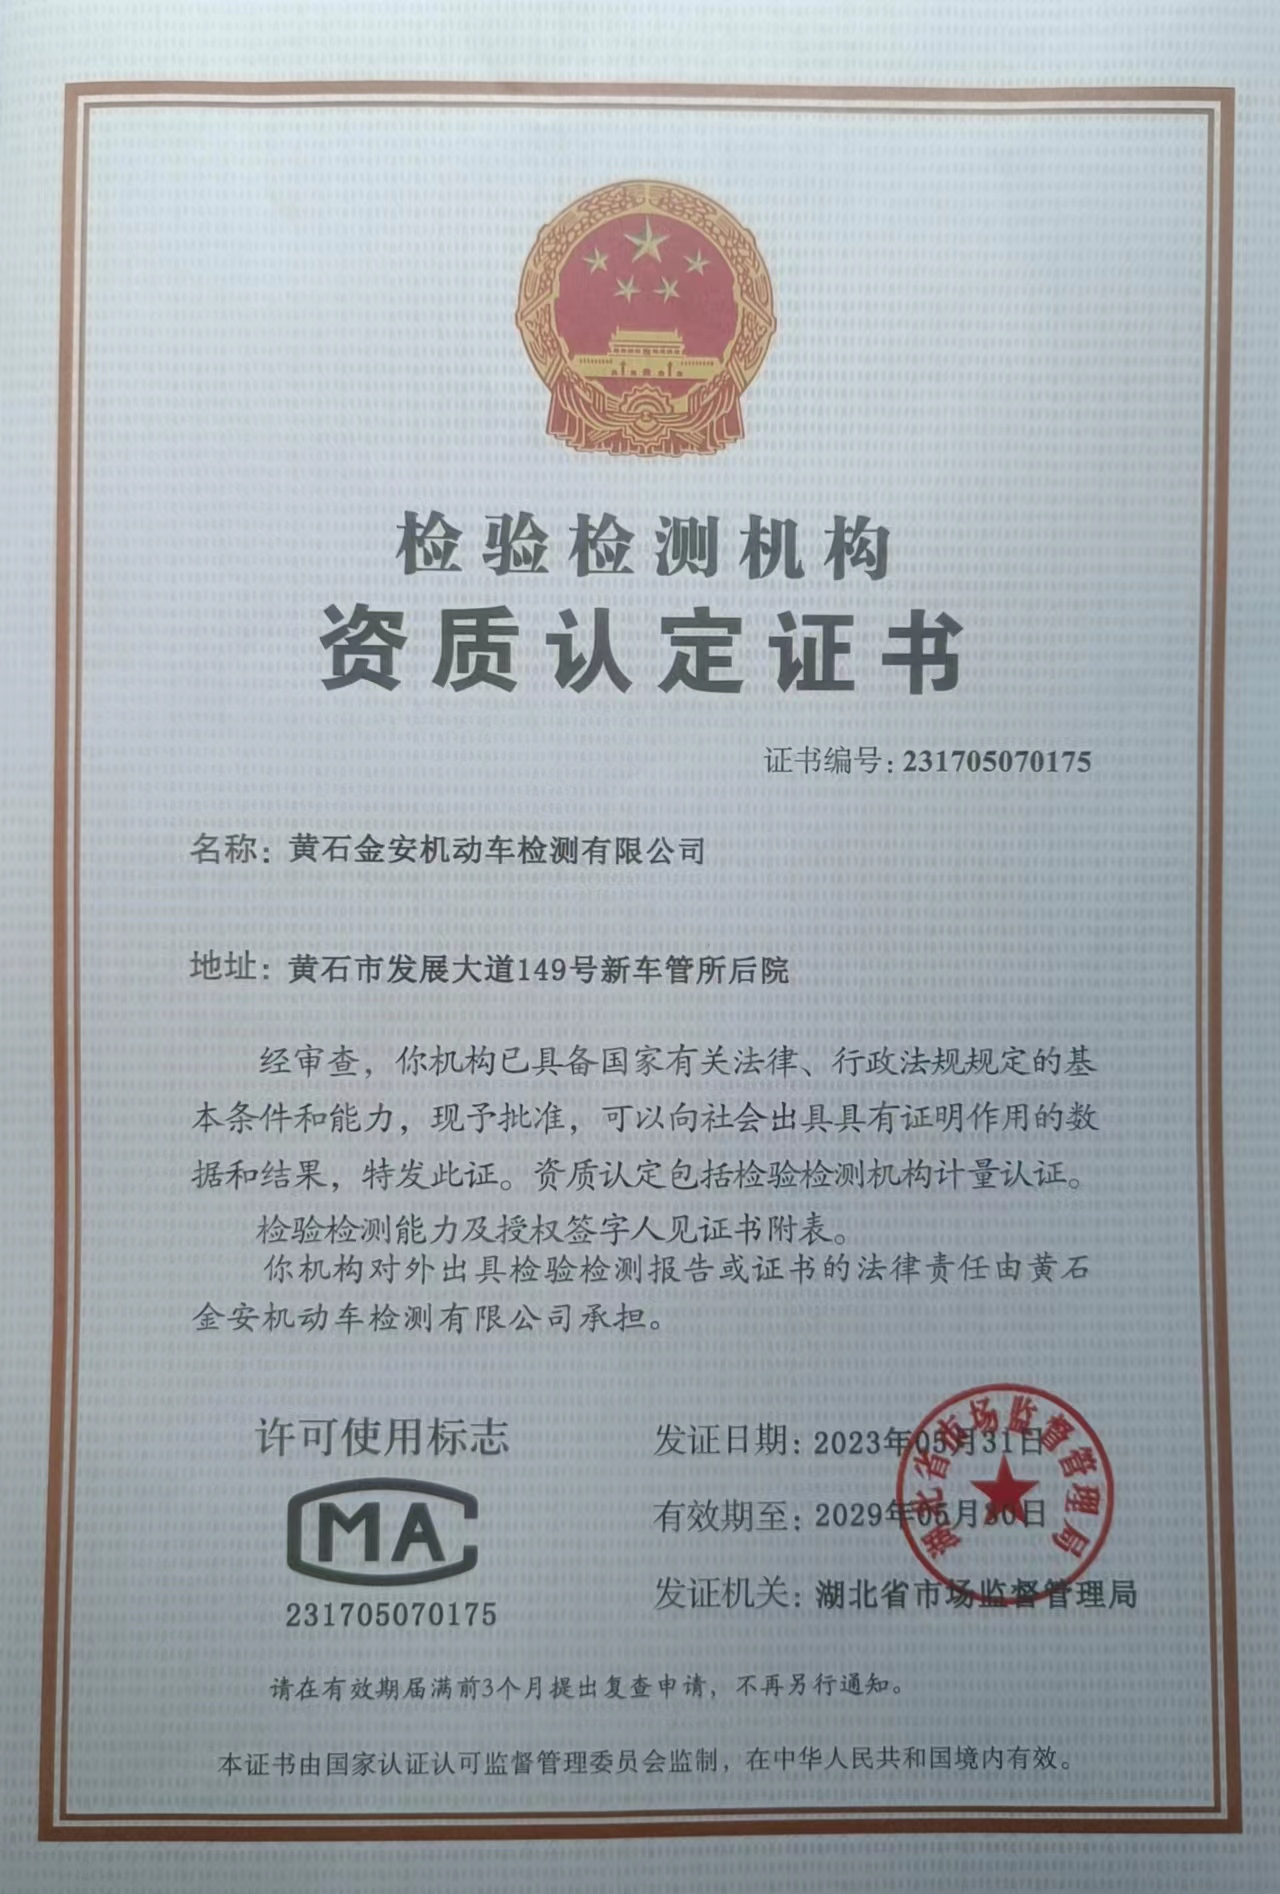 检验检测机构
资质认定证书
证书编号:231705070175
名称:黄石金安机动车检测有限公司
地址:黄石市发展大道149号新车管所后院
经审查，你机构已具备国家有关法律、行政法规规定的基
本条件和能力，现予批准，可以向社会出具具有证明作用的数
据和结果，特发此证。资质认定包括检验检测机构计量认证。
检验检测能力及授权签字人见证书附表。
你机构对外出具检验检测报告或证书的法律责任由黄石
金安机动车检测有限公司承担。
许可使用标志
MA
231705070175
发证日期:2023年05月31日
有效期至:2029年05月30日
发证机关:湖北省市场监督管理局
湖北省市场监督管理局
请在有效期届满前3个月提出复查申请，不再另行通知。
本证书由国家认证认可监督管理委员会监制，在中华人民共和国境内有效。